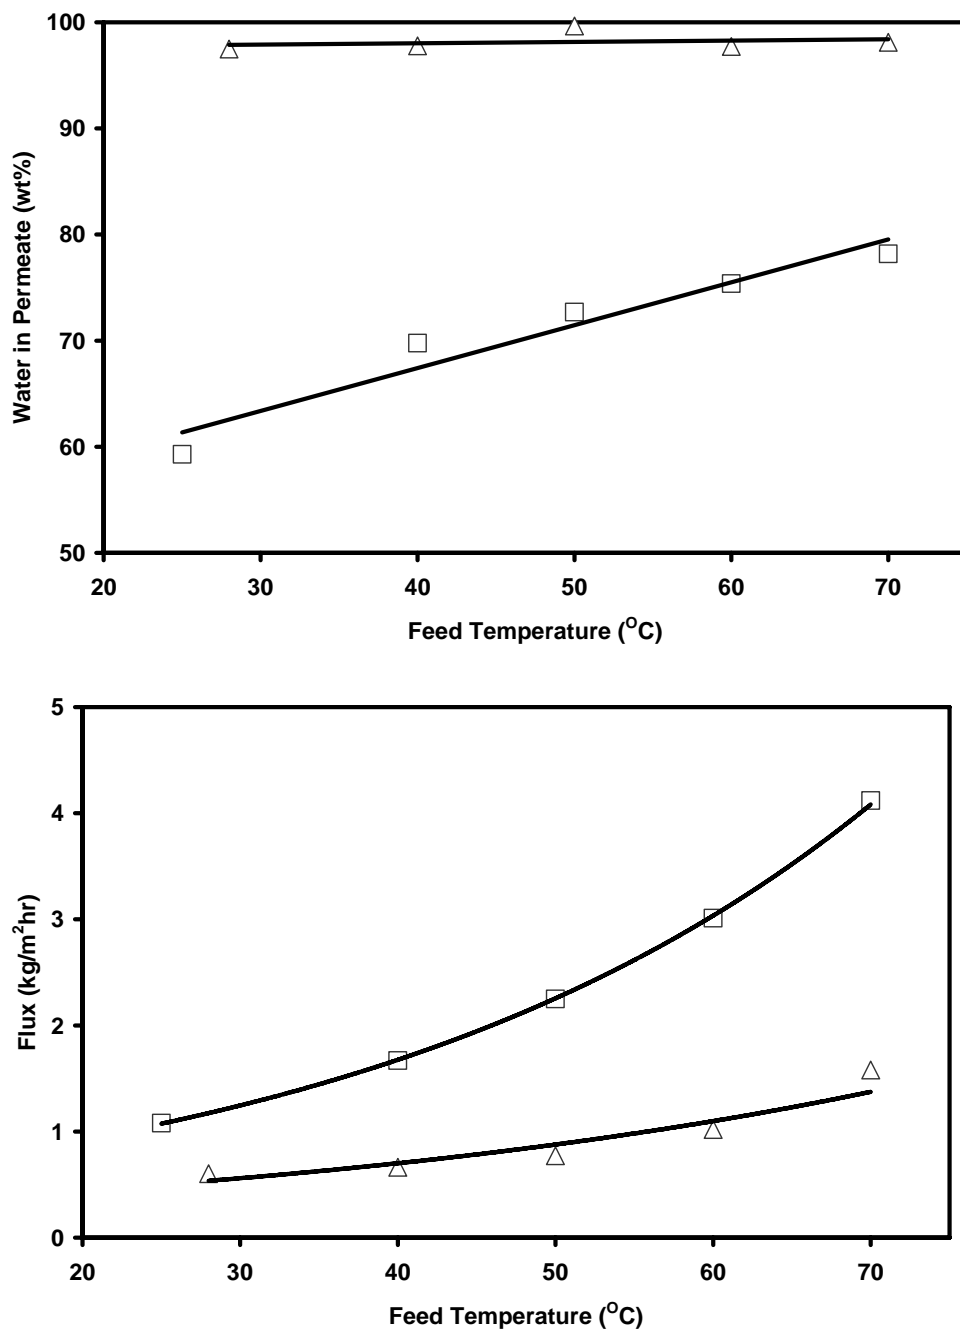 100
90
80
70
60
50
Water in Permeate (wt%)
20 30 40 50 60 70
Feed Temperature (ᴼC)
5
4
3
2
1
0
Flux (kg/m²hr)
20 30 40 50 60 70
Feed Temperature (ᴼC)